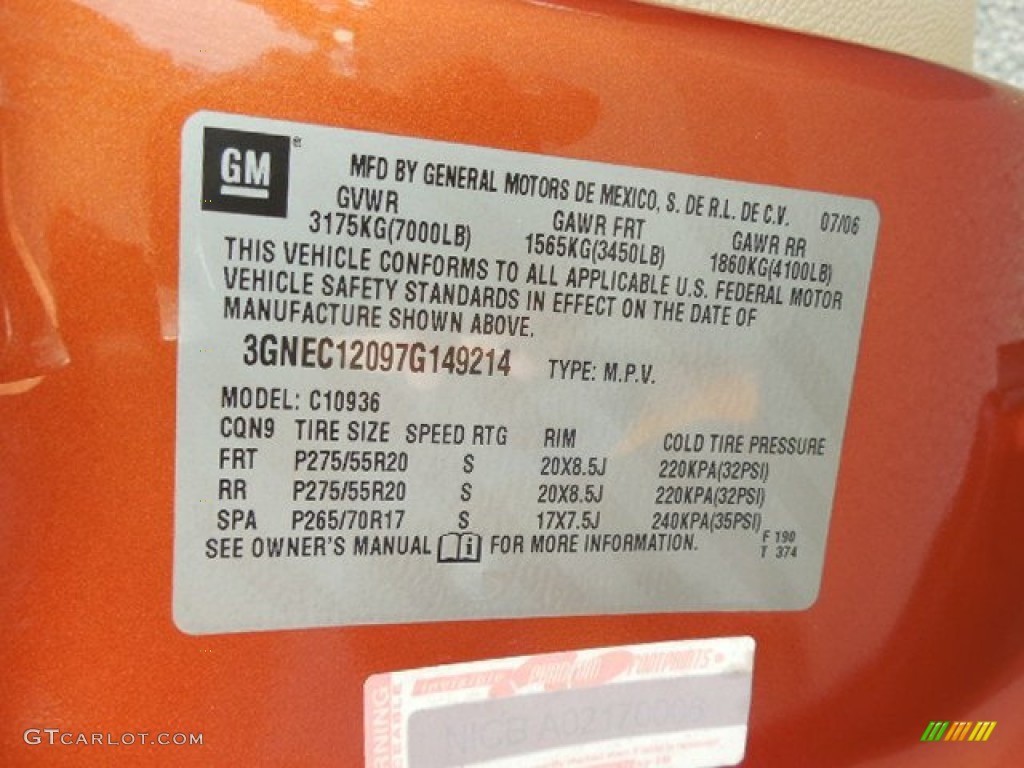 GM®
MFD BY GENERAL MOTORS DE MEXICO, S. DE R.L. DE C.V. 07/06
GVWR GAWR FRT GAWR RR
3175KG(7000LB) 1565KG(3450LB) 1860KG(4100LB)
THIS VEHICLE CONFORMS TO ALL APPLICABLE U.S. FEDERAL MOTOR
VEHICLE SAFETY STANDARDS IN EFFECT ON THE DATE OF
MANUFACTURE SHOWN ABOVE.
3GNEC12097G149214 TYPE: M.P.V.
MODEL: C10936
CQN9 TIRE SIZE SPEED RTG RIM COLD TIRE PRESSURE
FRT P275/55R20 S 20X8.5J 220KPA(32PSI)
RR P275/55R20 S 20X8.5J 220KPA(32PSI)
SPA P265/70R17 S 17X7.5J 240KPA(35PSI)
SEE OWNER'S MANUAL i FOR MORE INFORMATION.
F 190
T 374
FOOTPRINTS
GTCARLOT.COM